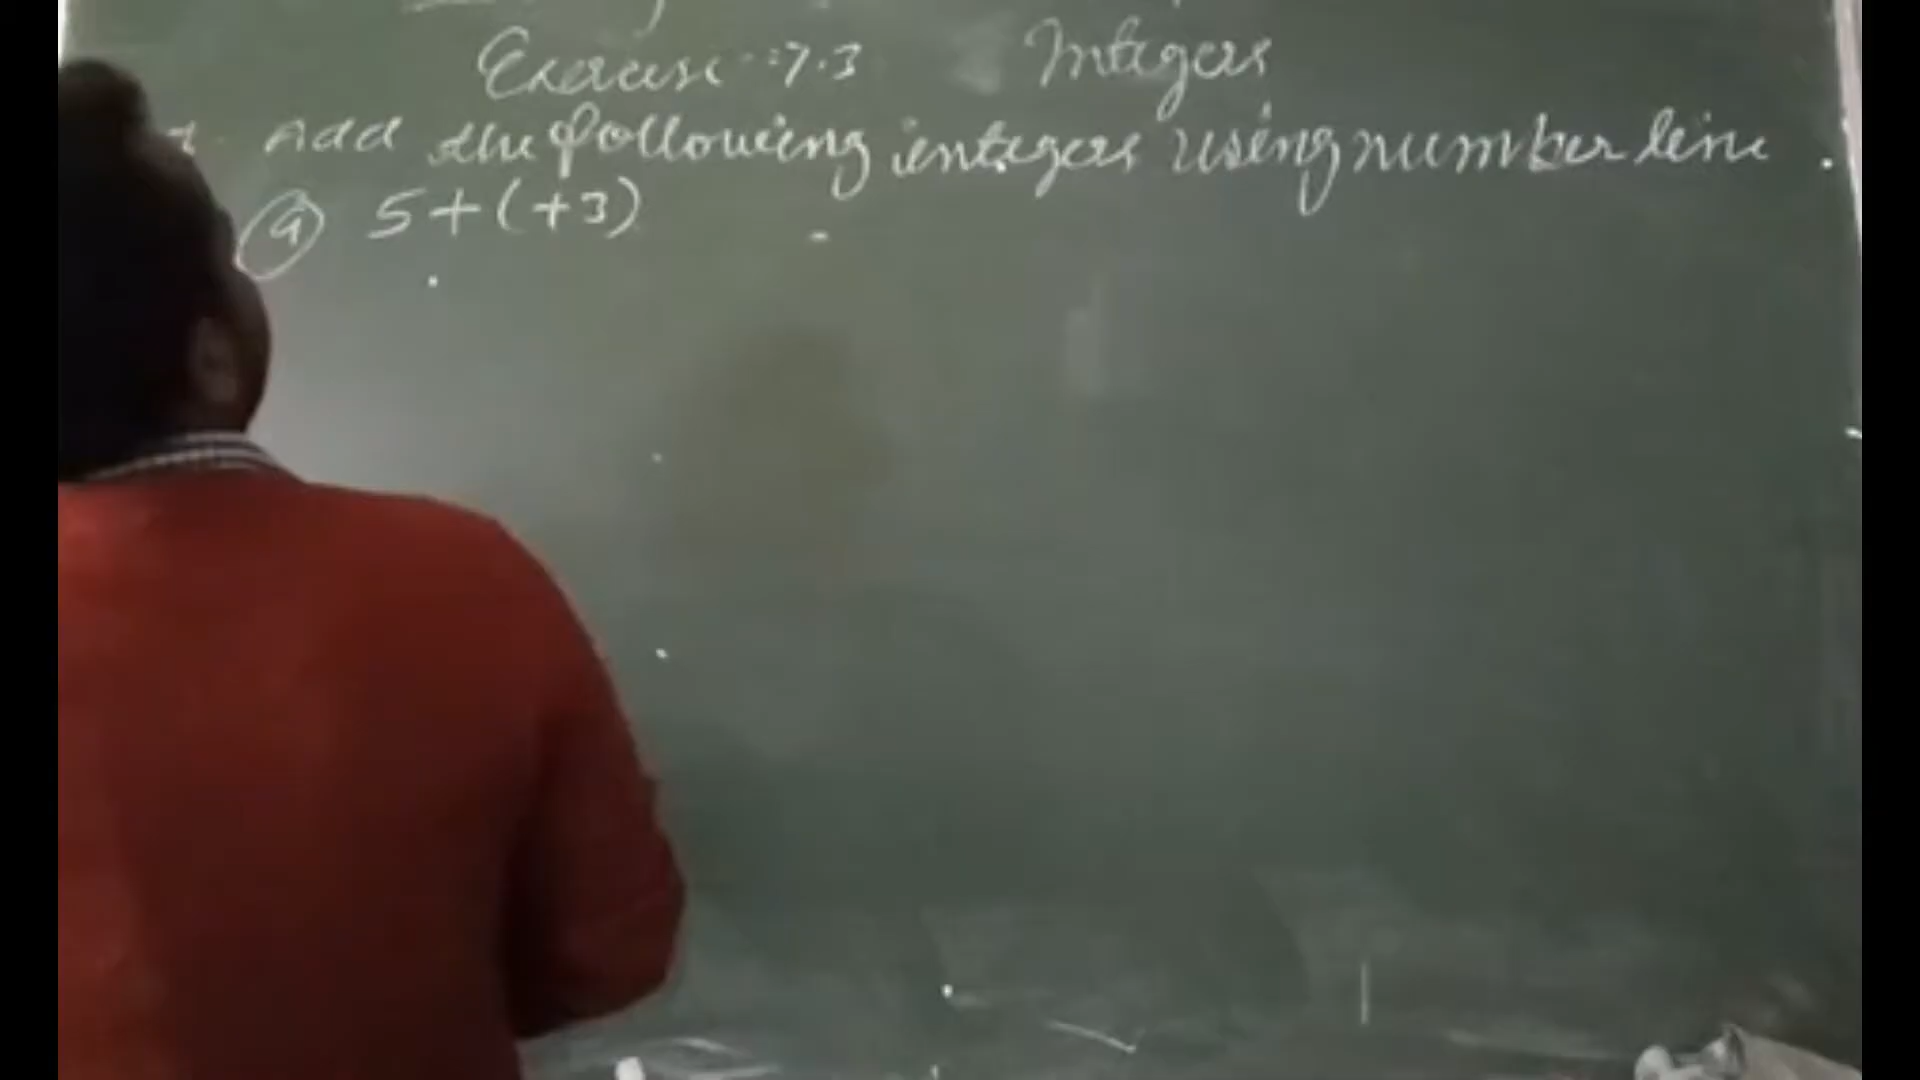 Exercise :7.3 Integers
Add the following integers using number line .
(a) 5+(+3)